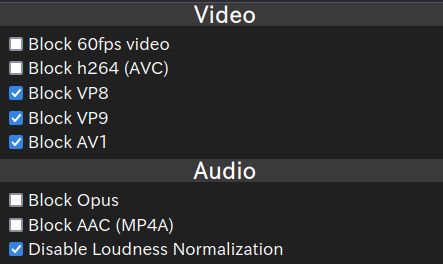 Video
Block 60fps video
Block h264 (AVC)
Block VP8
Block VP9
Block AV1
Audio
Block Opus
Block AAC (MP4A)
Disable Loudness Normalization